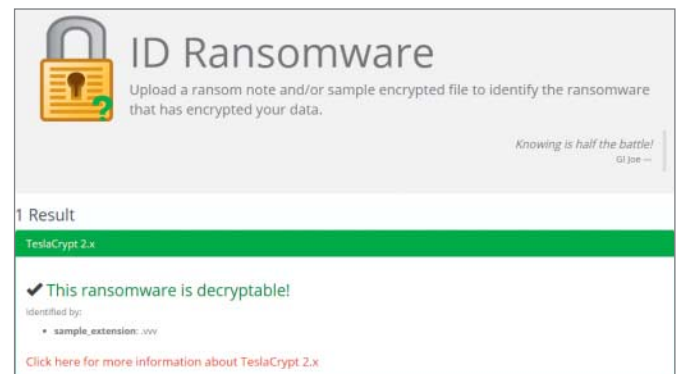 ID Ransomware
Upload a ransom note and/or sample encrypted file to identify the ransomware
that has encrypted your data.
Knowing is half the battle!
GI Joe —
1 Result
TeslaCrypt 2.x
✔ This ransomware is decryptable!
Identified by:
• sample_extension: .vvv
Click here for more information about TeslaCrypt 2.x